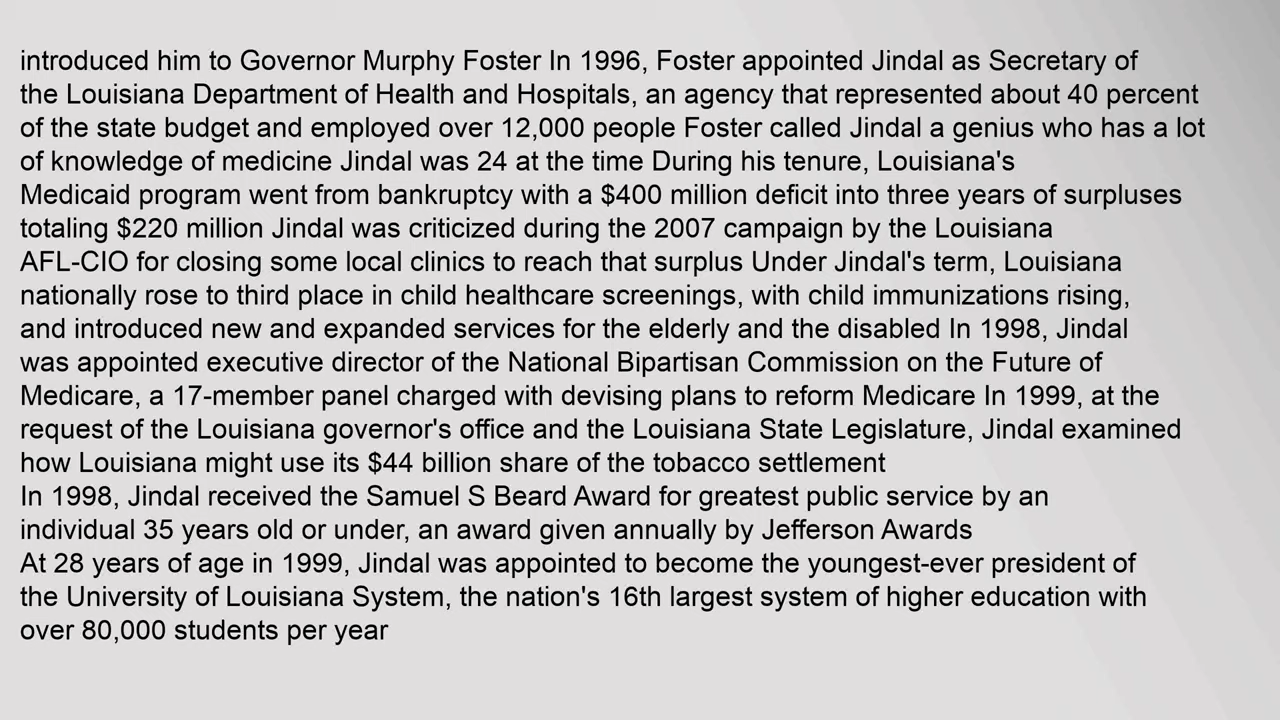 introduced him to Governor Murphy Foster In 1996, Foster appointed Jindal as Secretary of
the Louisiana Department of Health and Hospitals, an agency that represented about 40 percent
of the state budget and employed over 12,000 people Foster called Jindal a genius who has a lot
of knowledge of medicine Jindal was 24 at the time During his tenure, Louisiana's
Medicaid program went from bankruptcy with a $400 million deficit into three years of surpluses
totaling $220 million Jindal was criticized during the 2007 campaign by the Louisiana
AFL-CIO for closing some local clinics to reach that surplus Under Jindal's term, Louisiana
nationally rose to third place in child healthcare screenings, with child immunizations rising,
and introduced new and expanded services for the elderly and the disabled In 1998, Jindal
was appointed executive director of the National Bipartisan Commission on the Future of
Medicare, a 17-member panel charged with devising plans to reform Medicare In 1999, at the
request of the Louisiana governor's office and the Louisiana State Legislature, Jindal examined
how Louisiana might use its $44 billion share of the tobacco settlement
In 1998, Jindal received the Samuel S Beard Award for greatest public service by an
individual 35 years old or under, an award given annually by Jefferson Awards
At 28 years of age in 1999, Jindal was appointed to become the youngest-ever president of
the University of Louisiana System, the nation's 16th largest system of higher education with
over 80,000 students per year